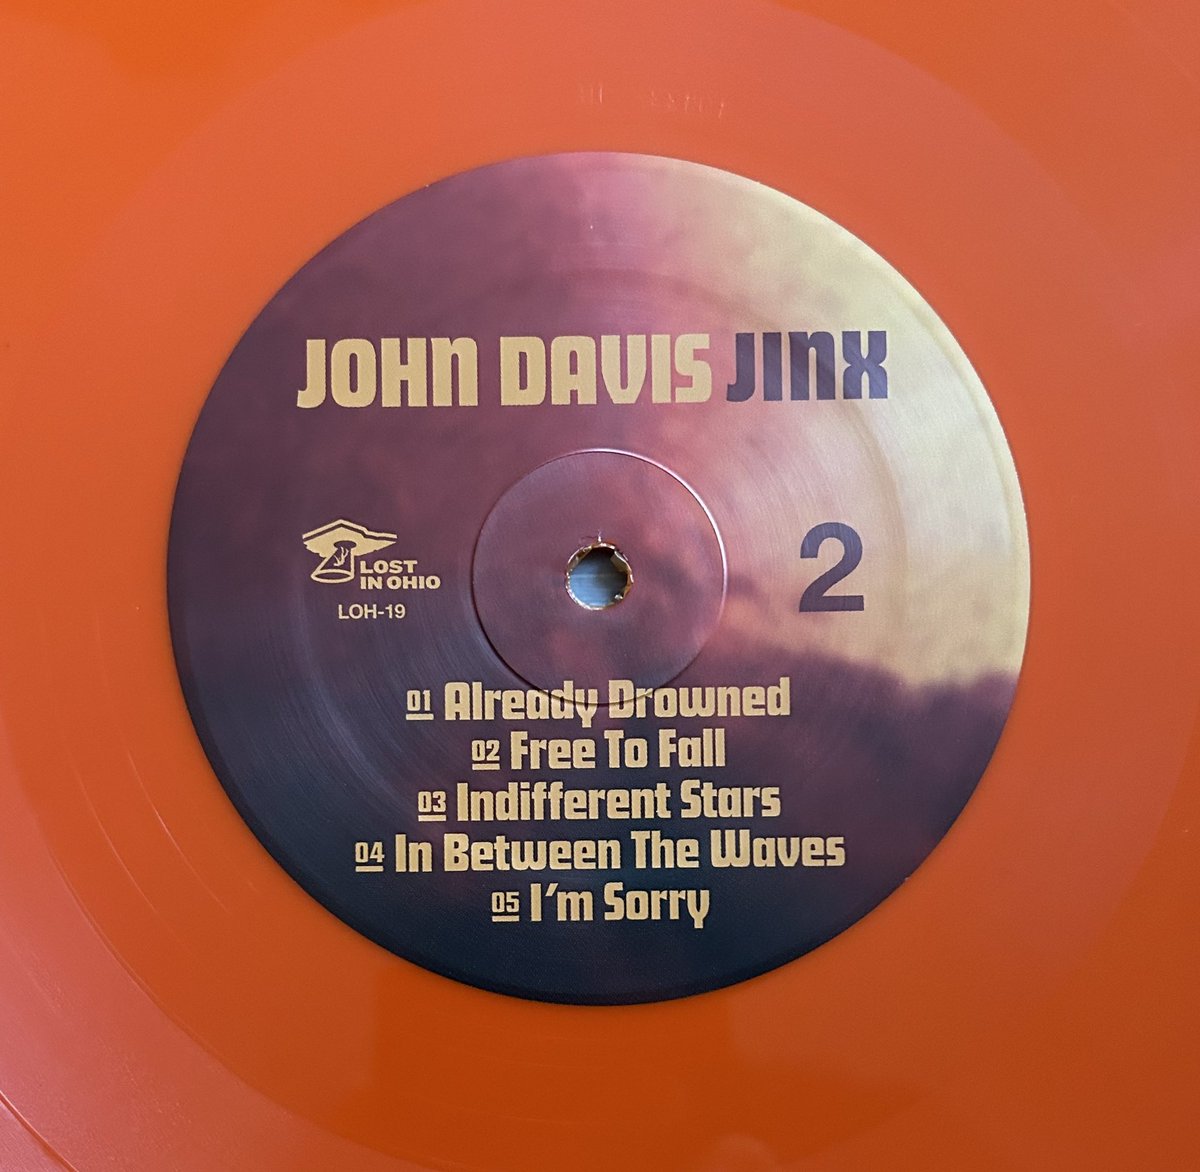 JOHN DAVIS JINX
LOST
IN OHIO
LOH-19
2
01 Already Drowned
02 Free To Fall
03 Indifferent Stars
04 In Between The Waves
05 I'm Sorry